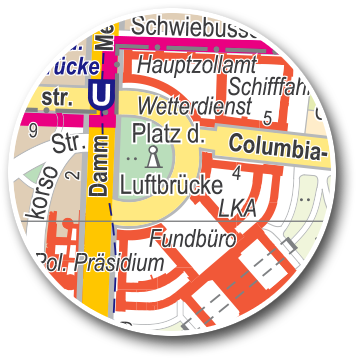 Schwiebusse
Me
ücke
Hauptzollamt
Schifffah
U
str.
Wetterdienst
5
9
Str.
Platz d.
Columbia-
korso
2
Damm
Luftbrücke
4
LKA
Fundbüro
Pol. Präsidium